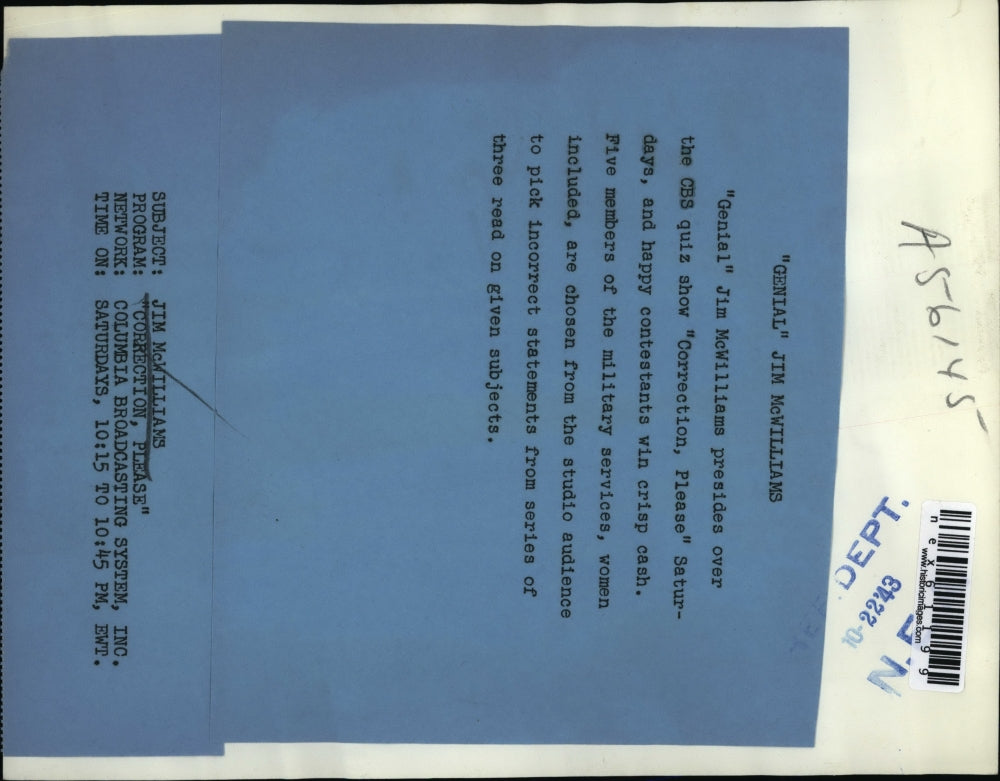 "GENIAL" JIM McWILLIAMS
"Genial" Jim McWilliams presides over
the CBS quiz show "Correction, Please" Satur-
days, and happy contestants win crisp cash.
Five members of the military services, women
included, are chosen from the studio audience
to pick incorrect statements from series of
three read on given subjects.
SUBJECT: JIM McWILLIAMS
PROGRAM: "CORRECTION, PLEASE"
NETWORK: COLUMBIA BROADCASTING SYSTEM, INC.
TIME ON: SATURDAYS, 10:15 TO 10:45 PM, EWT.
A56145
DEPT.
10-22'43
N.E
www.historicimages.com